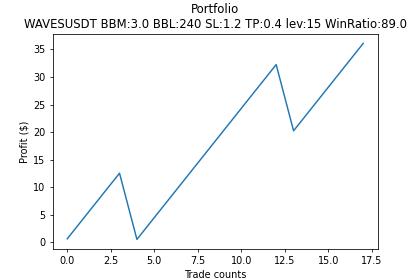 Portfolio
WAVESUSDT BBM:3.0 BBL:240 SL:1.2 TP:0.4 lev:15 WinRatio:89.0
35
30
25
20
15
10
5
0
Profit ($)
0.0 2.5 5.0 7.5 10.0 12.5 15.0 17.5
Trade counts